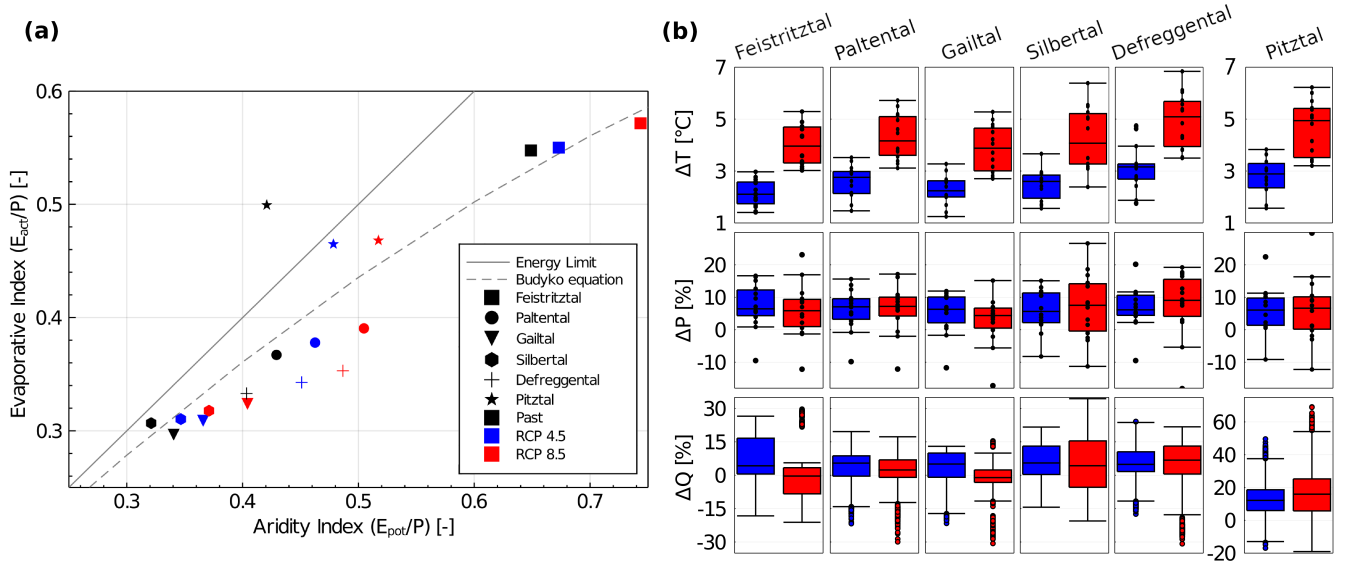 (a)
0.6
0.5
0.4
0.3
Evaporative Index (Eact/P) [-]
0.3 0.4 0.5 0.6 0.7
Aridity Index (Epot/P) [-]
Energy Limit
Budyko equation
Feistritztal
Paltental
Gailtal
Silbertal
Defreggental
Pitztal
Past
RCP 4.5
RCP 8.5
(b)
Feistritztal Paltental Gailtal Silbertal Defreggental Pitztal
ΔT [°C]
7
5
3
1
7
5
3
1
ΔP [%]
20
10
0
-10
20
10
0
-10
ΔQ [%]
30
15
0
-15
-30
60
40
20
0
-20